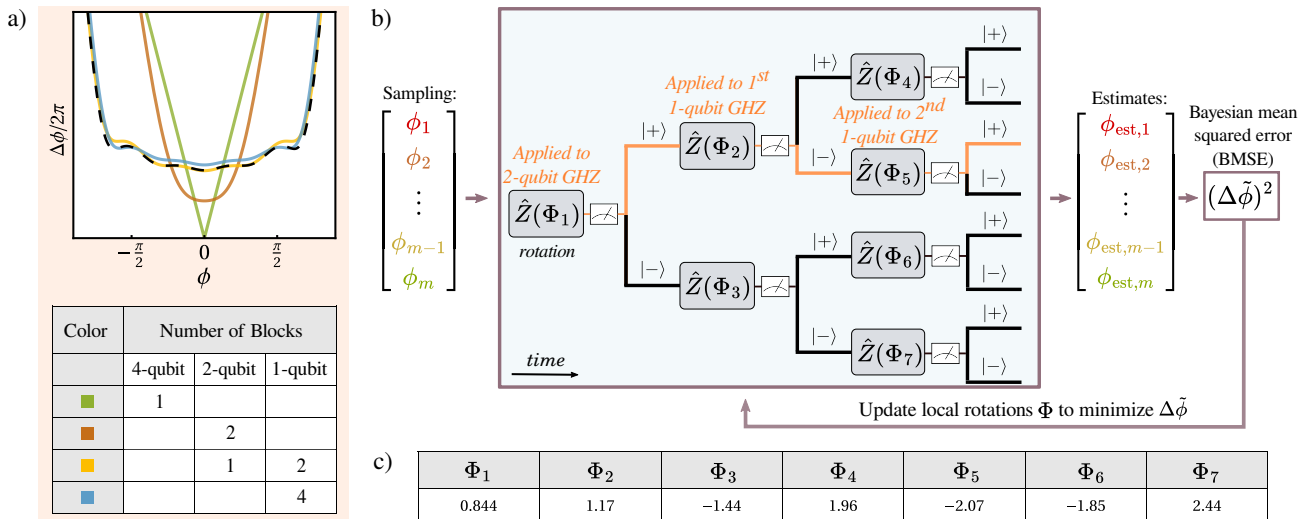 a)
Δϕ/2π
−π/2 0 π/2
ϕ
Color Number of Blocks
4-qubit 2-qubit 1-qubit
1
2
1 2
4
b)
Sampling:
ϕ₁
ϕ₂
⋮
ϕₘ₋₁
ϕₘ
Applied to
2-qubit GHZ
Ẑ(Φ₁)
rotation
|+⟩
|−⟩
Applied to 1ˢᵗ
1-qubit GHZ
Ẑ(Φ₂)
Ẑ(Φ₃)
|+⟩
|−⟩
|+⟩
|−⟩
Ẑ(Φ₄)
Applied to 2ⁿᵈ
1-qubit GHZ
Ẑ(Φ₅)
Ẑ(Φ₆)
Ẑ(Φ₇)
|+⟩
|−⟩
|+⟩
|−⟩
|+⟩
|−⟩
|+⟩
|−⟩
time
Estimates:
ϕest,1
ϕest,2
⋮
ϕest,m−1
ϕest,m
Bayesian mean
squared error
(BMSE)
(Δϕ̃)²
Update local rotations Φ to minimize Δϕ̃
c)
Φ₁ Φ₂ Φ₃ Φ₄ Φ₅ Φ₆ Φ₇
0.844 1.17 −1.44 1.96 −2.07 −1.85 2.44